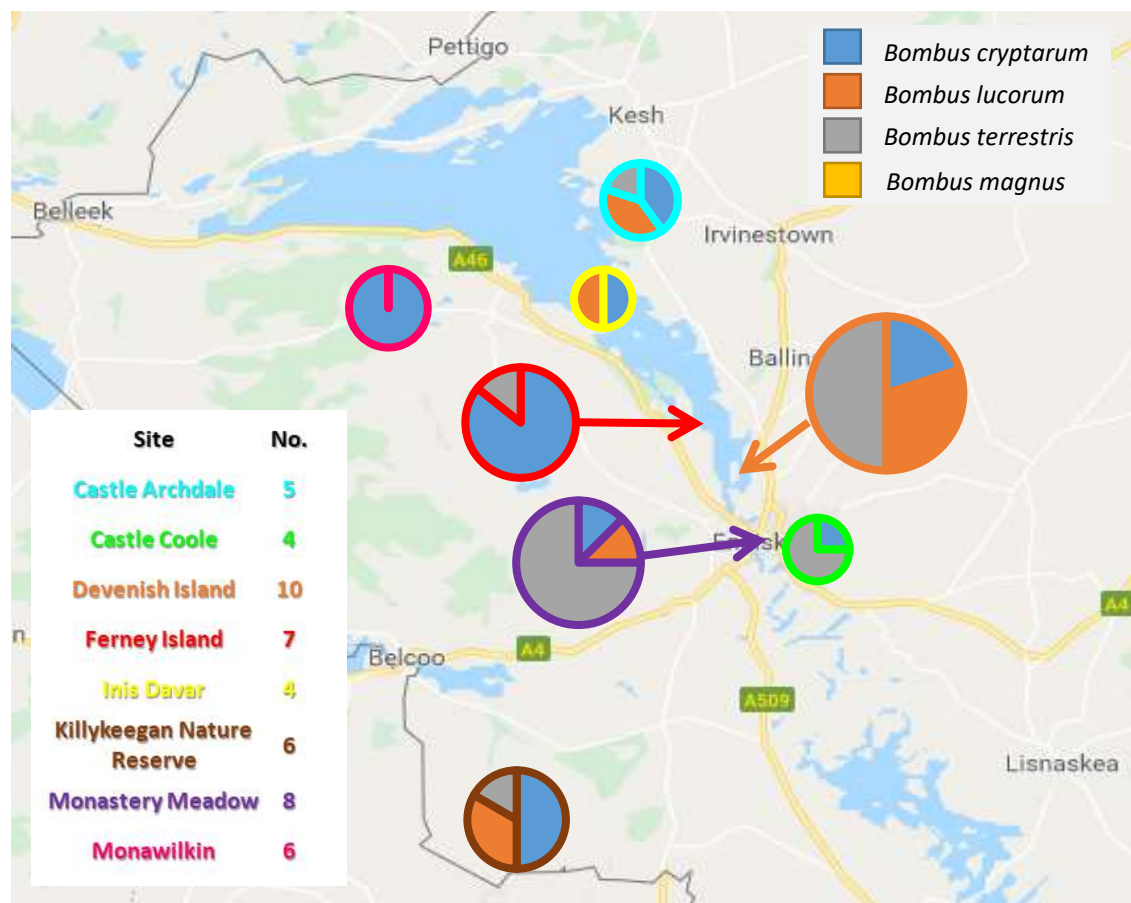 Pettigo
Bombus cryptarum
Bombus lucorum
Bombus terrestris
Bombus magnus
Kesh
Belleek
Irvinestown
A46
Site No.
Castle Archdale 5
Castle Coole 4
Devenish Island 10
Ferney Island 7
Inis Davar 4
Killykeegan Nature
Reserve 6
Monastery Meadow 8
Monawilkin 6
Belcoo
A4
A4
A509
Lisnaskea